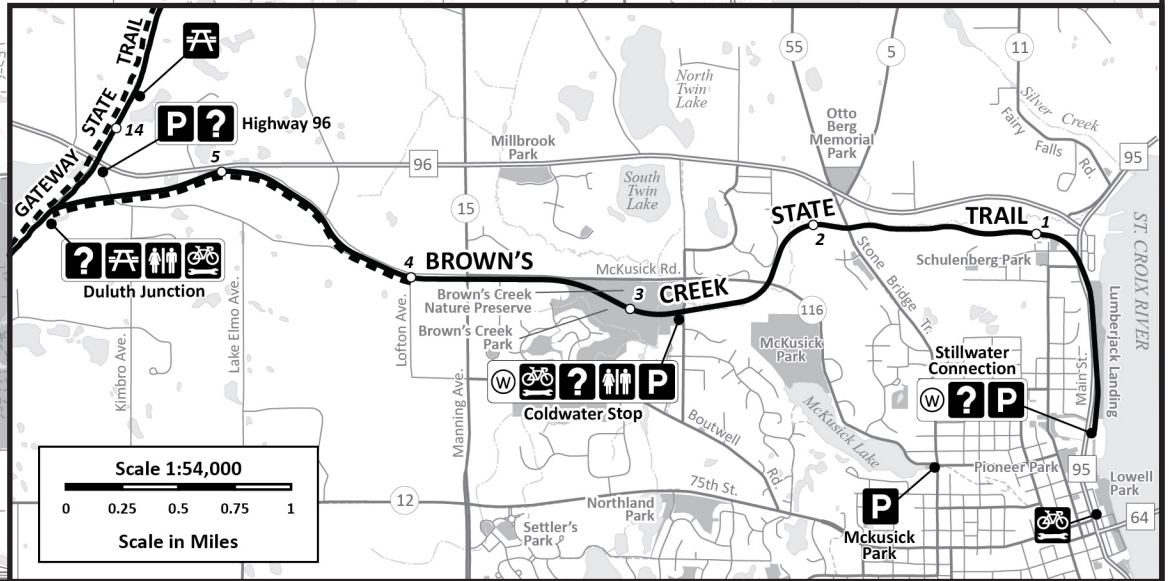 GATEWAY STATE TRAIL
14
P ?
Highway 96
5
96
Millbrook
Park
North
Twin
Lake
South
Twin
Lake
55
5
11
Otto
Berg
Memorial
Park
Silver Creek
Fairy Falls Rd.
95
?
Duluth Junction
15
4
BROWN'S CREEK STATE TRAIL
McKusick Rd.
Brown's Creek
Nature Preserve
Brown's Creek
Park
3
2
1
Schulenberg Park
ST. CROIX RIVER
Lumberjack Landing
Main St.
Stone Bridge Tr.
116
McKusick
Park
McKusick Lake
Stillwater
Connection
W ? P
W ? P
Coldwater Stop
Kimbro Ave.
Lake Elmo Ave.
Lofton Ave.
Manning Ave.
Boutwell Rd.
75th St.
Northland
Park
Settler's
Park
12
P
Mckusick
Park
Pioneer Park
95
Lowell
Park
64
Scale 1:54,000
0 0.25 0.5 0.75 1
Scale in Miles